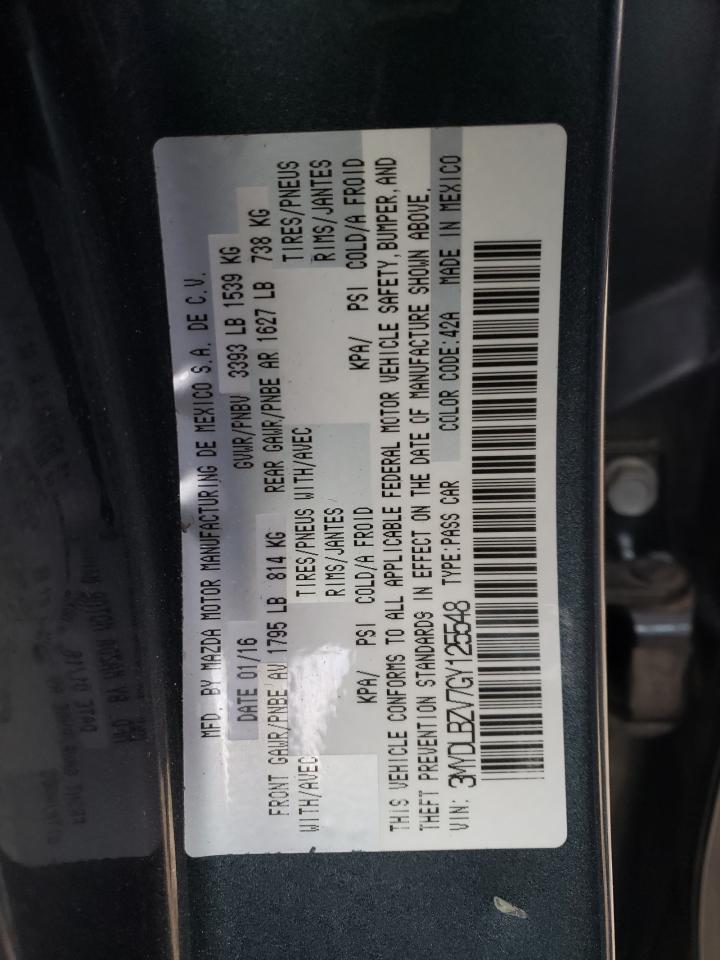 MFD. BY MAZDA MOTOR MANUFACTURING DE MEXICO S.A. DE C.V.
DATE 01/16 GVWR/PNBV 3393 LB 1539 KG
FRONT GAWR/PNBE AV 1795 LB 814 KG REAR GAWR/PNBE AR 1627 LB 738 KG
WITH/AVEC TIRES/PNEUS WITH/AVEC TIRES/PNEUS
RIMS/JANTES RIMS/JANTES
KPA/ PSI COLD/A FROID KPA/ PSI COLD/A FROID
THIS VEHICLE CONFORMS TO ALL APPLICABLE FEDERAL MOTOR VEHICLE SAFETY,BUMPER,AND
THEFT PREVENTION STANDARDS IN EFFECT ON THE DATE OF MANUFACTURE SHOWN ABOVE.
VIN: 3MYDLBZV7GY125548 TYPE:PASS CAR COLOR CODE:42A MADE IN MEXICO